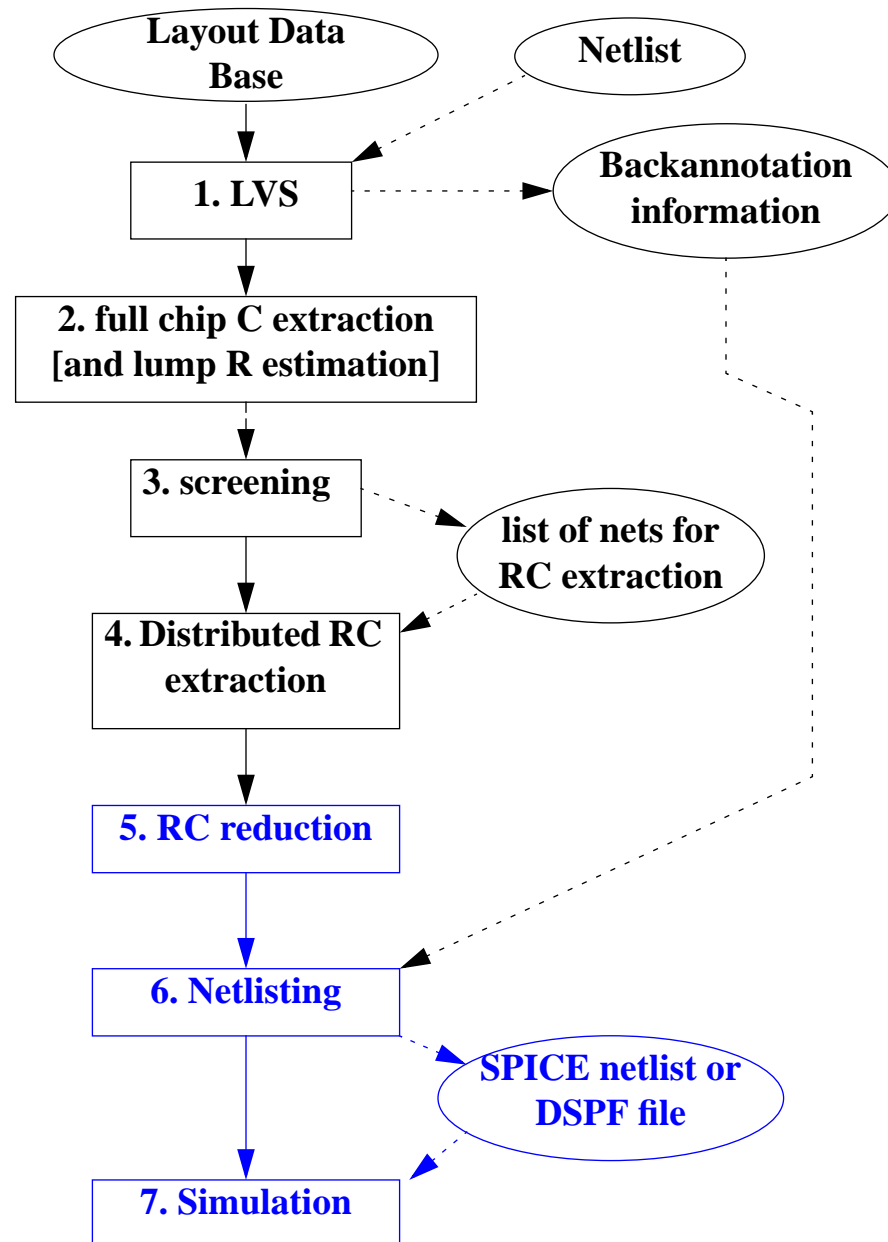 Layout Data
Base
Netlist
1. LVS
Backannotation
information
2. full chip C extraction
[and lump R estimation]
3. screening
list of nets for
RC extraction
4. Distributed RC
extraction
5. RC reduction
6. Netlisting
SPICE netlist or
DSPF file
7. Simulation